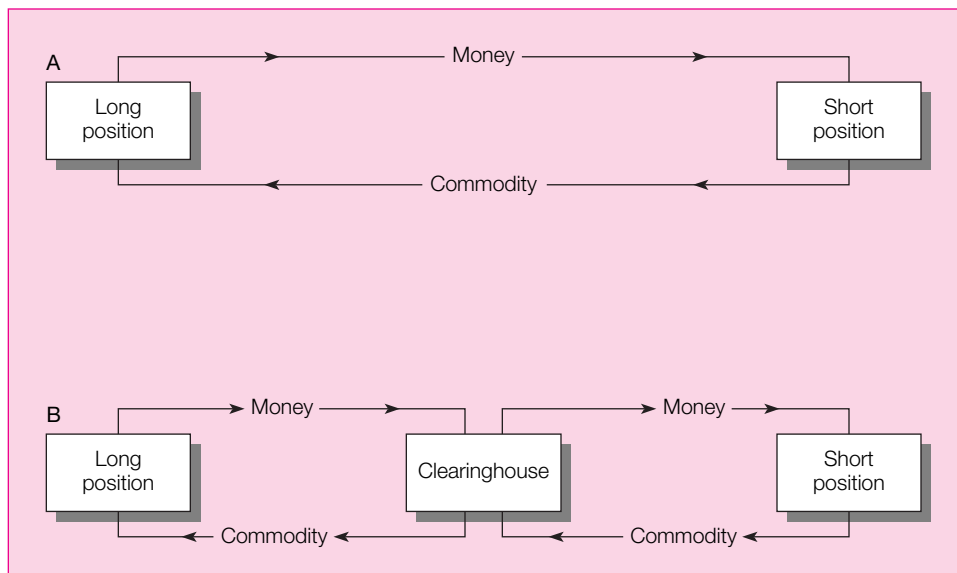 A
Money
Long
position
Short
position
Commodity
B
Money
Money
Long
position
Clearinghouse
Short
position
Commodity
Commodity